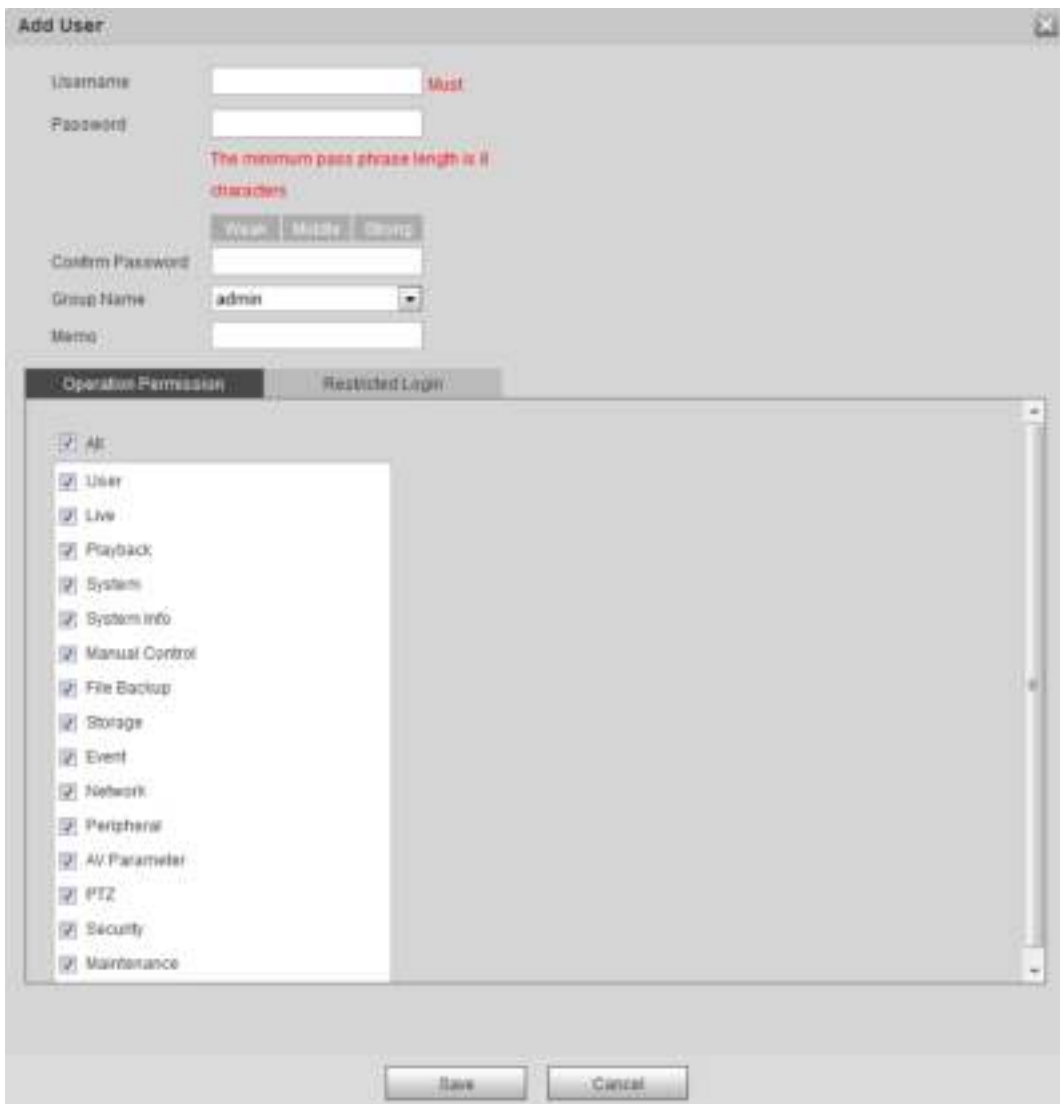 Add User
Username
Must
Password
The minimum pass phrase length is 8
characters
Weak Middle Strong
Confirm Password
Group Name
admin
Memo
Operation Permission
Restricted Login
All
User
Live
Playback
System
System Info
Manual Control
File Backup
Storage
Event
Network
Peripheral
AV Parameter
PTZ
Security
Maintenance
Save
Cancel